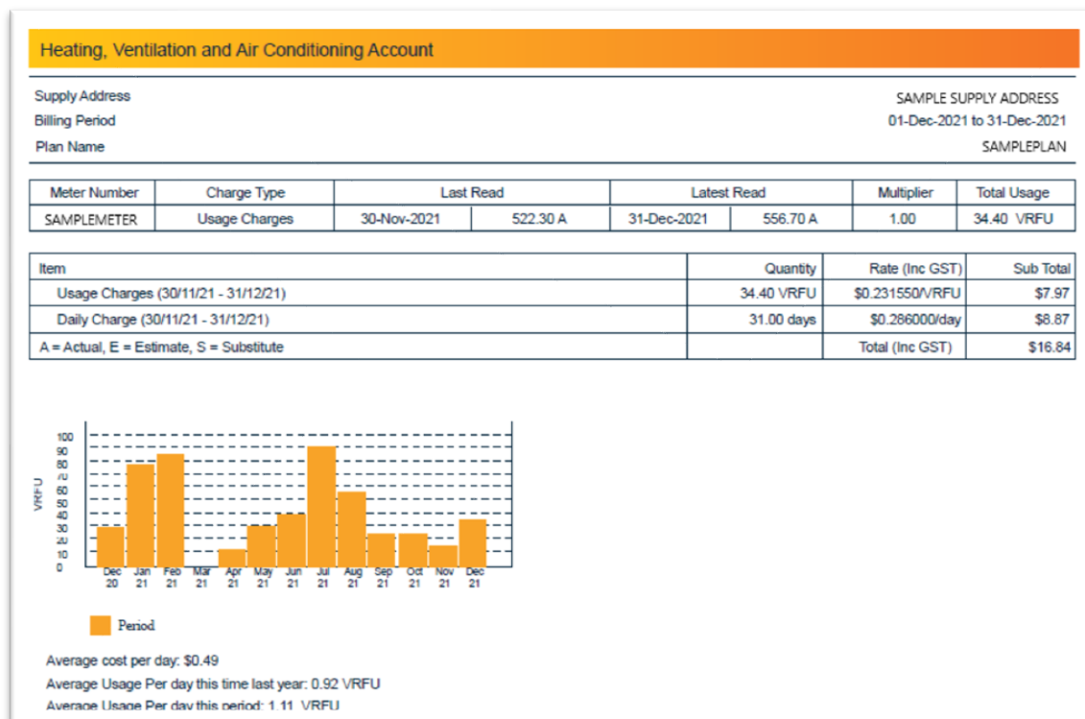 Heating, Ventilation and Air Conditioning Account
Supply Address SAMPLE SUPPLY ADDRESS
Billing Period 01-Dec-2021 to 31-Dec-2021
Plan Name SAMPLEPLAN
Meter Number Charge Type Last Read Latest Read Multiplier Total Usage
SAMPLEMETER Usage Charges 30-Nov-2021 522.30 A 31-Dec-2021 556.70 A 1.00 34.40 VRFU
Item Quantity Rate (Inc GST) Sub Total
Usage Charges (30/11/21 - 31/12/21) 34.40 VRFU $0.231550/VRFU $7.97
Daily Charge (30/11/21 - 31/12/21) 31.00 days $0.286000/day $8.87
A = Actual, E = Estimate, S = Substitute Total (Inc GST) $16.84
100
90
80
70
60
50
40
30
20
10
0
VRFU
Dec Jan Feb Mar Apr May Jun Jul Aug Sep Oct Nov Dec
20 21 21 21 21 21 21 21 21 21 21 21 21
Period
Average cost per day: $0.49
Average Usage Per day this time last year: 0.92 VRFU
Average Usage Per day this period: 1.11 VRFU